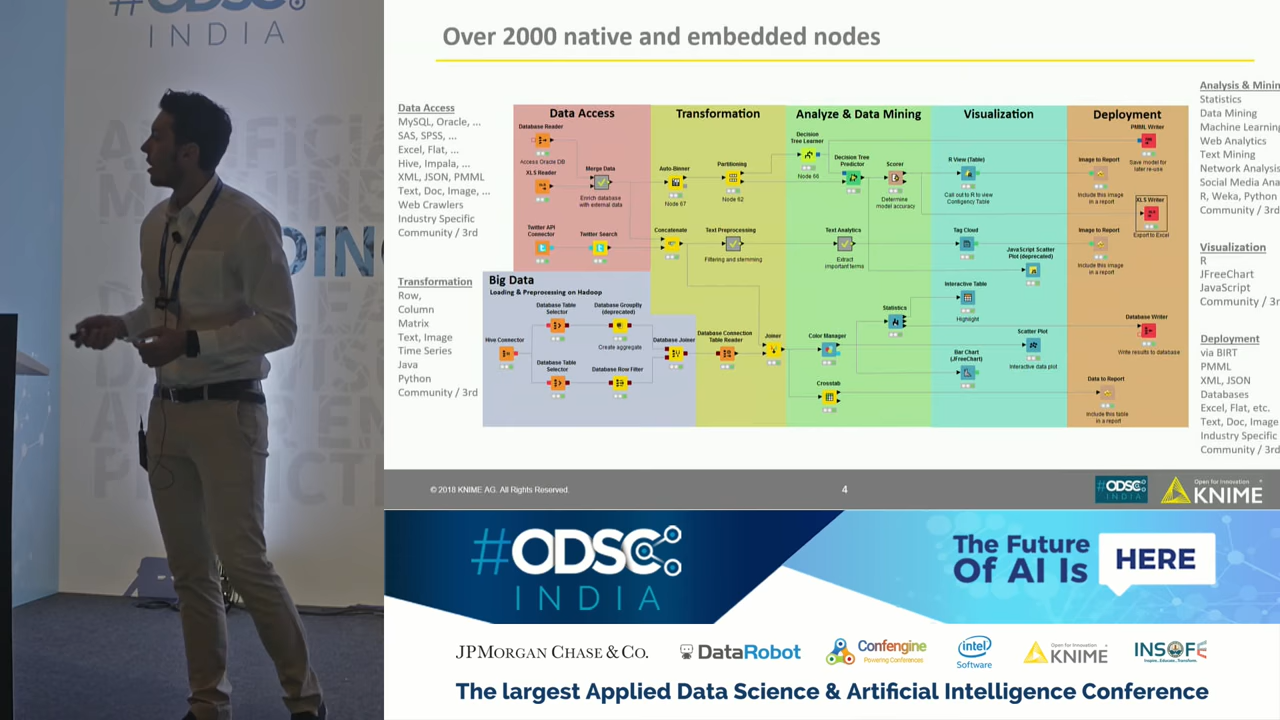 #ODSC
INDIA
Over 2000 native and embedded nodes
Data Access
MySQL, Oracle, ...
SAS, SPSS, ...
Excel, Flat, ...
Hive, Impala, ...
XML, JSON, PMML
Text, Doc, Image, ...
Web Crawlers
Industry Specific
Community / 3rd
Transformation
Row,
Column
Matrix
Text, Image
Time Series
Java
Python
Community / 3rd
Data Access
Database Reader
Access Oracle DB
XLS Reader
Merge Data
Enrich database
with external data
Twitter API
Connector
Twitter Search
Big Data
Loading & Preprocessing on Hadoop
Hive Connector
Database Table
Selector
Database GroupBy
(deprecated)
Create aggregate
Database Table
Selector
Database Row Filter
Database Joiner
Transformation
Auto-Binner
Node 67
Partitioning
Node 62
Concatenate
Text Preprocessing
Filtering and stemming
Database Connection
Table Reader
Joiner
Analyze & Data Mining
Decision
Tree Learner
Node 66
Decision Tree
Predictor
Scorer
Determine
model accuracy
Text Analytics
Extract
important terms
Statistics
Color Manager
Crosstab
Visualization
R View (Table)
Call out to R to view
Contigency Table
Tag Cloud
JavaScript Scatter
Plot (deprecated)
Interactive Table
Highlight
Scatter Plot
Interactive data plot
Bar Chart
(JFreeChart)
Deployment
PMML Writer
Save model for
later re-use
Image to Report
Include this image
in a report
XLS Writer
Export to Excel
Image to Report
Include this image
in a report
Database Writer
Write results to database
Data to Report
Include this table
in a report
Analysis & Minin
Statistics
Data Mining
Machine Learnin
Web Analytics
Text Mining
Network Analysis
Social Media Ana
R, Weka, Python
Community / 3rd
Visualization
R
JFreeChart
JavaScript
Community / 3rd
Deployment
via BIRT
PMML
XML, JSON
Databases
Excel, Flat, etc.
Text, Doc, Image
Industry Specific
Community / 3rd
© 2018 KNIME AG. All Rights Reserved.
4
#ODSC
INDIA
Open for Innovation
KNIME
#ODSC
INDIA
The Future
Of AI Is
HERE
JPMORGAN CHASE & CO.
DataRobot
Confengine
Powering Conferences
intel
Software
Open for Innovation
KNIME
INSOFE
Inspire...Educate...Transform.
The largest Applied Data Science & Artificial Intelligence Conference